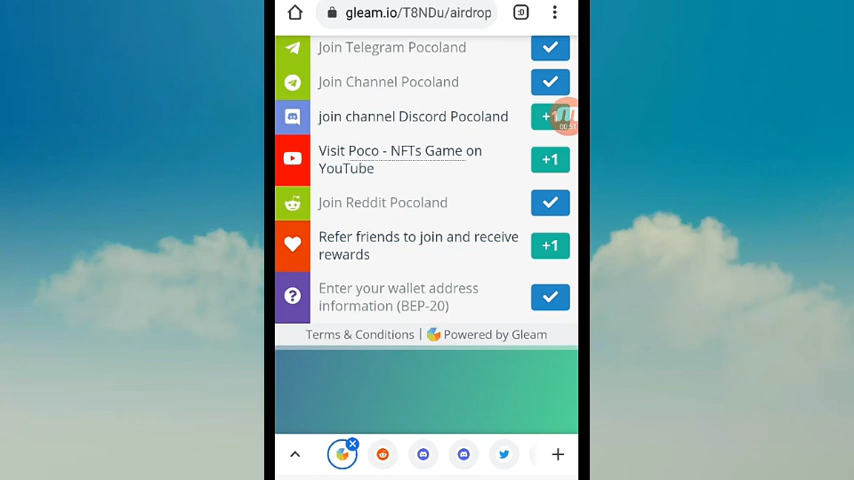 gleam.io/T8NDu/airdrop
:D
Join Telegram Pocoland
Join Channel Pocoland
join channel Discord Pocoland
Visit Poco - NFTs Game on
YouTube
+1
Join Reddit Pocoland
Refer friends to join and receive
rewards
+1
Enter your wallet address
information (BEP-20)
Terms & Conditions | Powered by Gleam